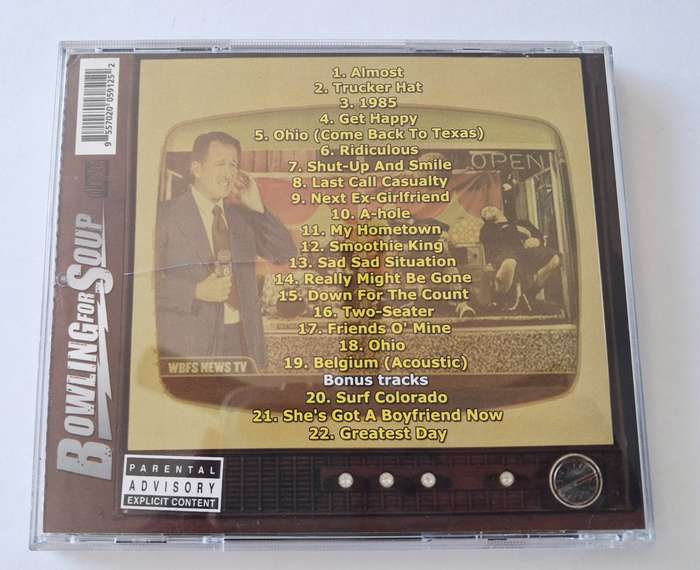 9 557020 059125 2
BOWLING FOR SOUP
OPEN
1. Almost
2. Trucker Hat
3. 1985
4. Get Happy
5. Ohio (Come Back To Texas)
6. Ridiculous
7. Shut-Up And Smile
8. Last Call Casualty
9. Next Ex-Girlfriend
10. A-hole
11. My Hometown
12. Smoothie King
13. Sad Sad Situation
14. Really Might Be Gone
15. Down For The Count
16. Two-Seater
17. Friends O' Mine
18. Ohio
19. Belgium (Acoustic)
Bonus tracks
20. Surf Colorado
21. She's Got A Boyfriend Now
22. Greatest Day
WBFS NEWS TV
PARENTAL
ADVISORY
EXPLICIT CONTENT